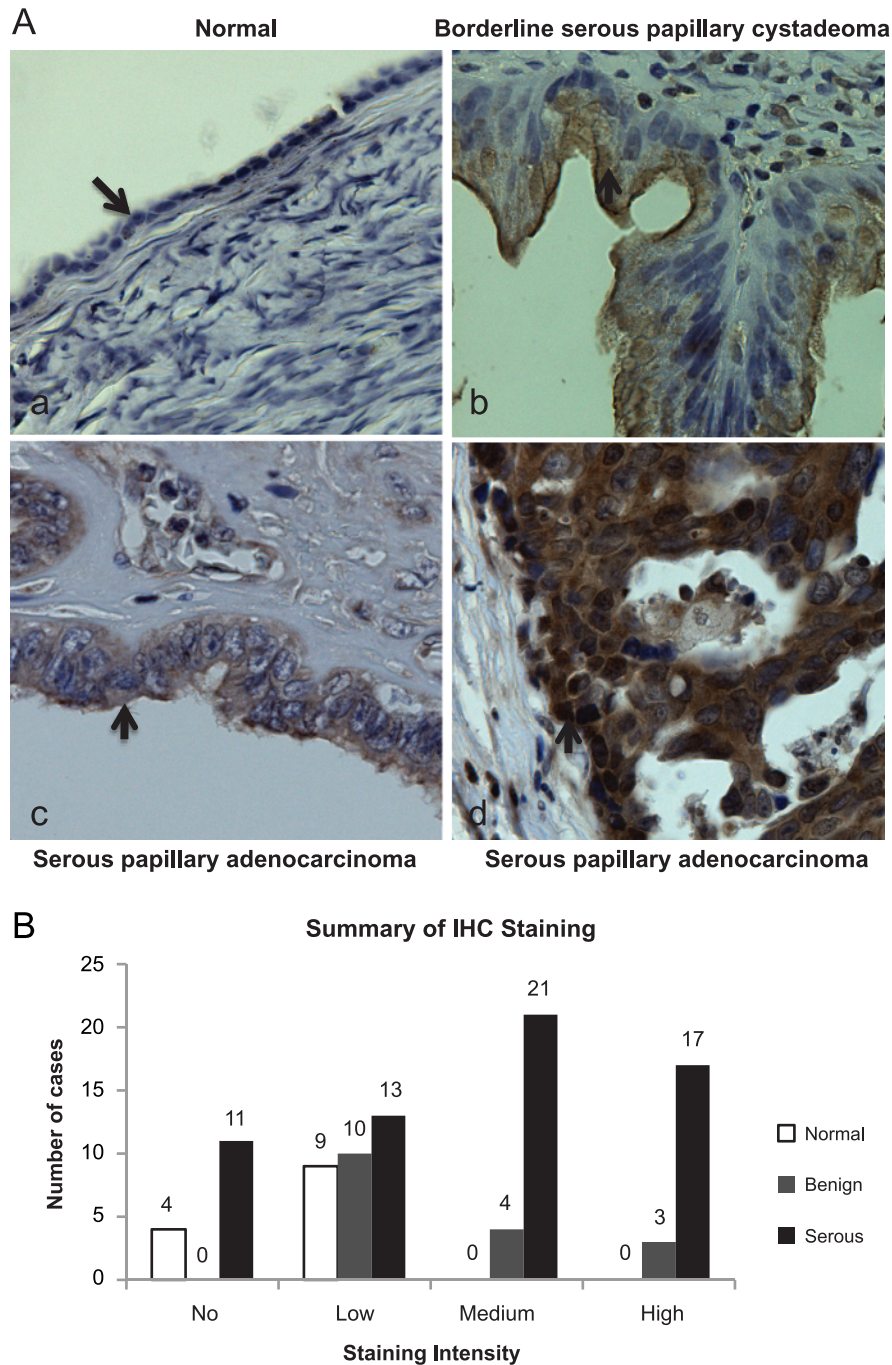 A
Normal
Borderline serous papillary cystadeoma
a
b
c
d
Serous papillary adenocarcinoma
Serous papillary adenocarcinoma
B
Summary of IHC Staining
Number of cases
25
20
15
10
5
0
4
0
11
9
10
13
0
4
21
0
3
17
No
Low
Medium
High
Staining Intensity
Normal
Benign
Serous